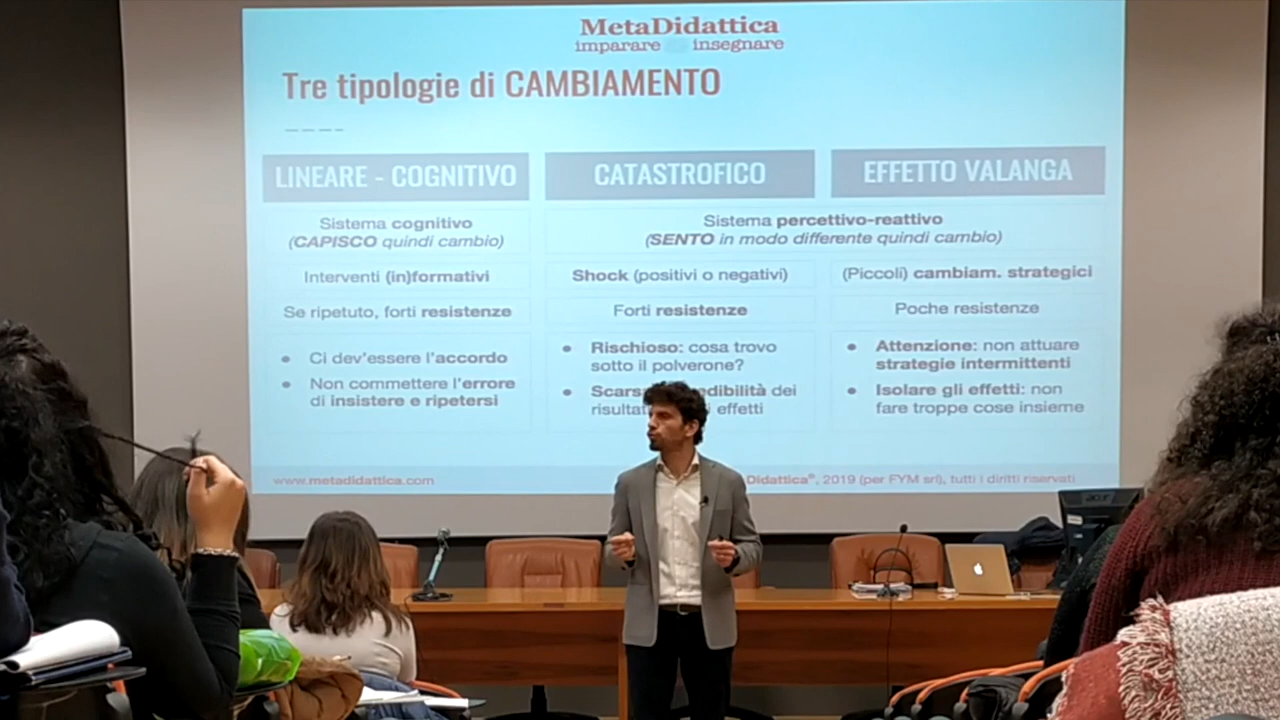 MetaDidattica
imparare insegnare
Tre tipologie di CAMBIAMENTO
LINEARE - COGNITIVO
CATASTROFICO
EFFETTO VALANGA
Sistema cognitivo
(CAPISCO quindi cambio)
Sistema percettivo-reattivo
(SENTO in modo differente quindi cambio)
Interventi (in)formativi
Shock (positivi o negativi)
(Piccoli) cambiam. strategici
Se ripetuto, forti resistenze
Forti resistenze
Poche resistenze
• Ci dev'essere l'accordo
• Non commettere l'errore
di insistere e ripetersi
• Rischioso: cosa trovo
sotto il polverone?
• dei
effetti
• Attenzione: non attuare
strategie intermittenti
• Isolare gli effetti: non
fare troppe cose insieme
www.metadidattica.com
Didattica®, 2019 (per FYM srl), tutti i diritti riservati
acer